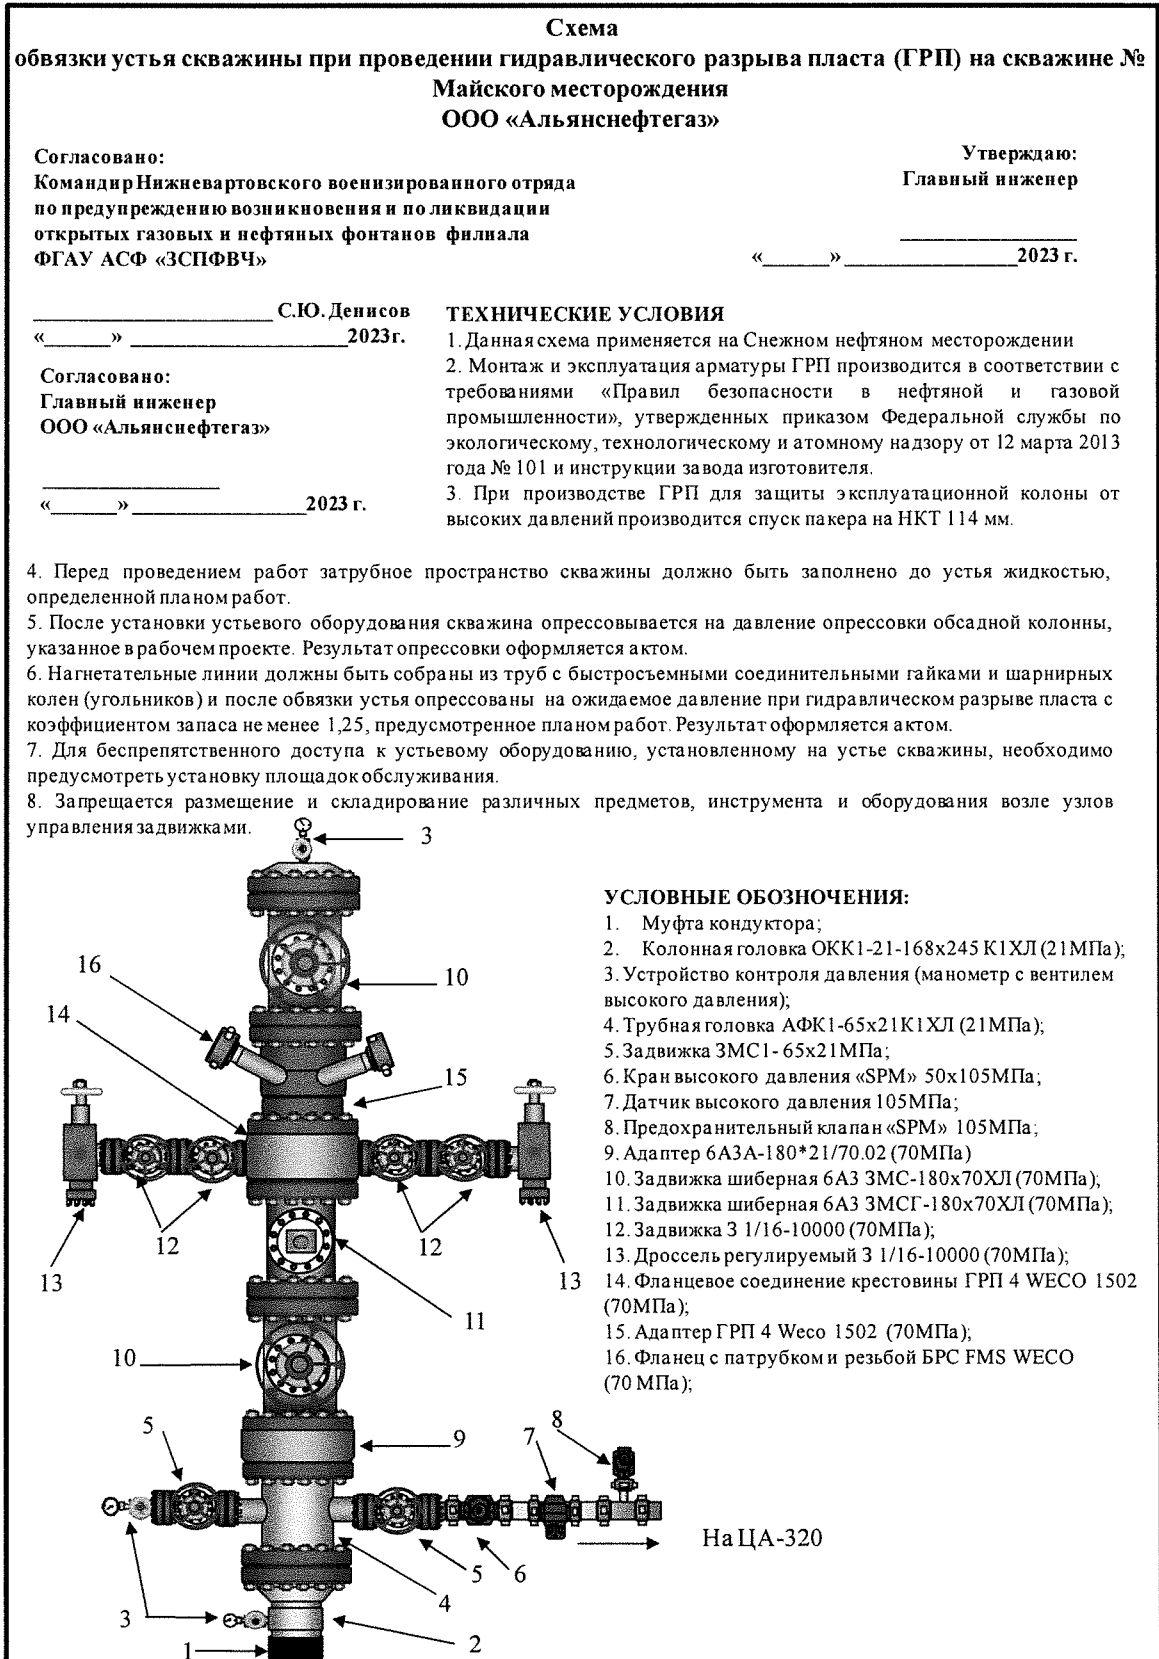 Схема
обвязки устья скважины при проведении гидравлического разрыва пласта (ГРП) на скважине №
Майского месторождения
ООО «Альянснефтегаз»
Согласовано:
Командир Нижневартовского военизированного отряда
по предупреждению возникновения и по ликвидации
открытых газовых и нефтяных фонтанов филиала
ФГАУ АСФ «ЗСПФВЧ»
Утверждаю:
Главный инженер
____________
«______» ________________2023 г.
______________________ С.Ю. Денисов
«______» ____________________2023г.
Согласовано:
Главный инженер
ООО «Альянснефтегаз»
________________
«______»________________2023 г.
ТЕХНИЧЕСКИЕ УСЛОВИЯ
1. Данная схема применяется на Снежном нефтяном месторождении
2. Монтаж и эксплуатация арматуры ГРП производится в соответствии с
требованиями «Правил безопасности в нефтяной и газовой
промышленности», утвержденных приказом Федеральной службы по
экологическому, технологическому и атомному надзору от 12 марта 2013
года № 101 и инструкции завода изготовителя.
3. При производстве ГРП для защиты эксплуатационной колоны от
высоких давлений производится спуск пакера на НКТ 114 мм.
4. Перед проведением работ затрубное пространство скважины должно быть заполнено до устья жидкостью,
определенной планом работ.
5. После установки устьевого оборудования скважина опрессовывается на давление опрессовки обсадной колонны,
указанное в рабочем проекте. Результат опрессовки оформляется актом.
6. Нагнетательные линии должны быть собраны из труб с быстросъемными соединительными гайками и шарнирных
колен (угольников) и после обвязки устья опрессованы на ожидаемое давление при гидравлическом разрыве пласта с
коэффициентом запаса не менее 1,25, предусмотренное планом работ. Результат оформляется актом.
7. Для беспрепятственного доступа к устьевому оборудованию, установленному на устье скважины, необходимо
предусмотреть установку площадок обслуживания.
8. Запрещается размещение и складирование различных предметов, инструмента и оборудования возле узлов
управления задвижками.
3
16
10
14
15
12
12
13
13
11
10
5
9
8
7
5
6
4
3
2
1
На ЦА-320
УСЛОВНЫЕ ОБОЗНОЧЕНИЯ:
1. Муфта кондуктора;
2. Колонная головка ОКК1-21-168х245 К1ХЛ (21МПа);
3. Устройство контроля давления (манометр с вентилем
высокого давления);
4. Трубная головка АФК1-65х21К1ХЛ (21МПа);
5. Задвижка ЗМС1- 65х21МПа;
6. Кран высокого давления «SPM» 50х105МПа;
7. Датчик высокого давления 105МПа;
8. Предохранительный клапан «SPM» 105МПа;
9. Адаптер 6АЗА-180*21/70.02 (70МПа)
10. Задвижка шиберная 6АЗ ЗМС-180х70ХЛ (70МПа);
11. Задвижка шиберная 6АЗ ЗМСГ-180х70ХЛ (70МПа);
12. Задвижка 3 1/16-10000 (70МПа);
13. Дроссель регулируемый 3 1/16-10000 (70МПа);
14. Фланцевое соединение крестовины ГРП 4 WECO 1502
(70МПа);
15. Адаптер ГРП 4 Weco 1502 (70МПа);
16. Фланец с патрубком и резьбой БРС FMS WECO
(70 МПа);